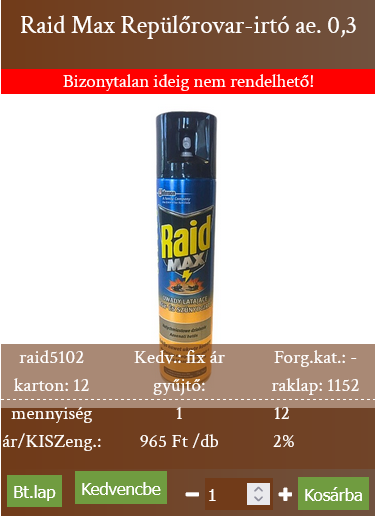 Raid Max Repülőrovar-irtó ae. 0,3
Bizonytalan ideig nem rendelhető!
Raid
MAX
raid5102 Kedv.: fix ár Forg.kat.: -
karton: 12 gyűjtő: raklap: 1152
mennyiség 1 12
ár/KISZeng.: 965 Ft /db 2%
Bt.lap Kedvencbe − 1 + Kosárba